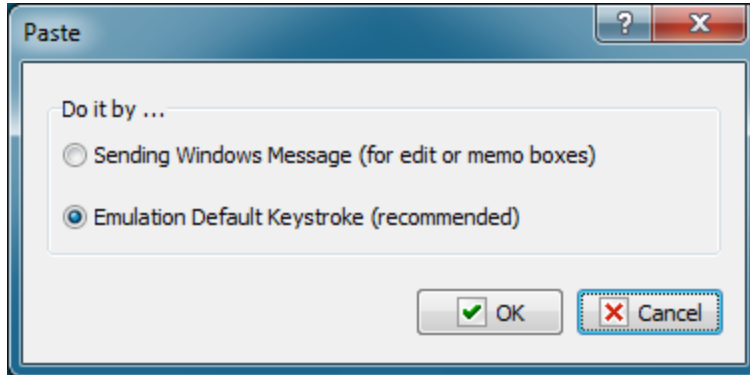 Paste
?
Do it by ...
Sending Windows Message (for edit or memo boxes)
Emulation Default Keystroke (recommended)
OK
Cancel